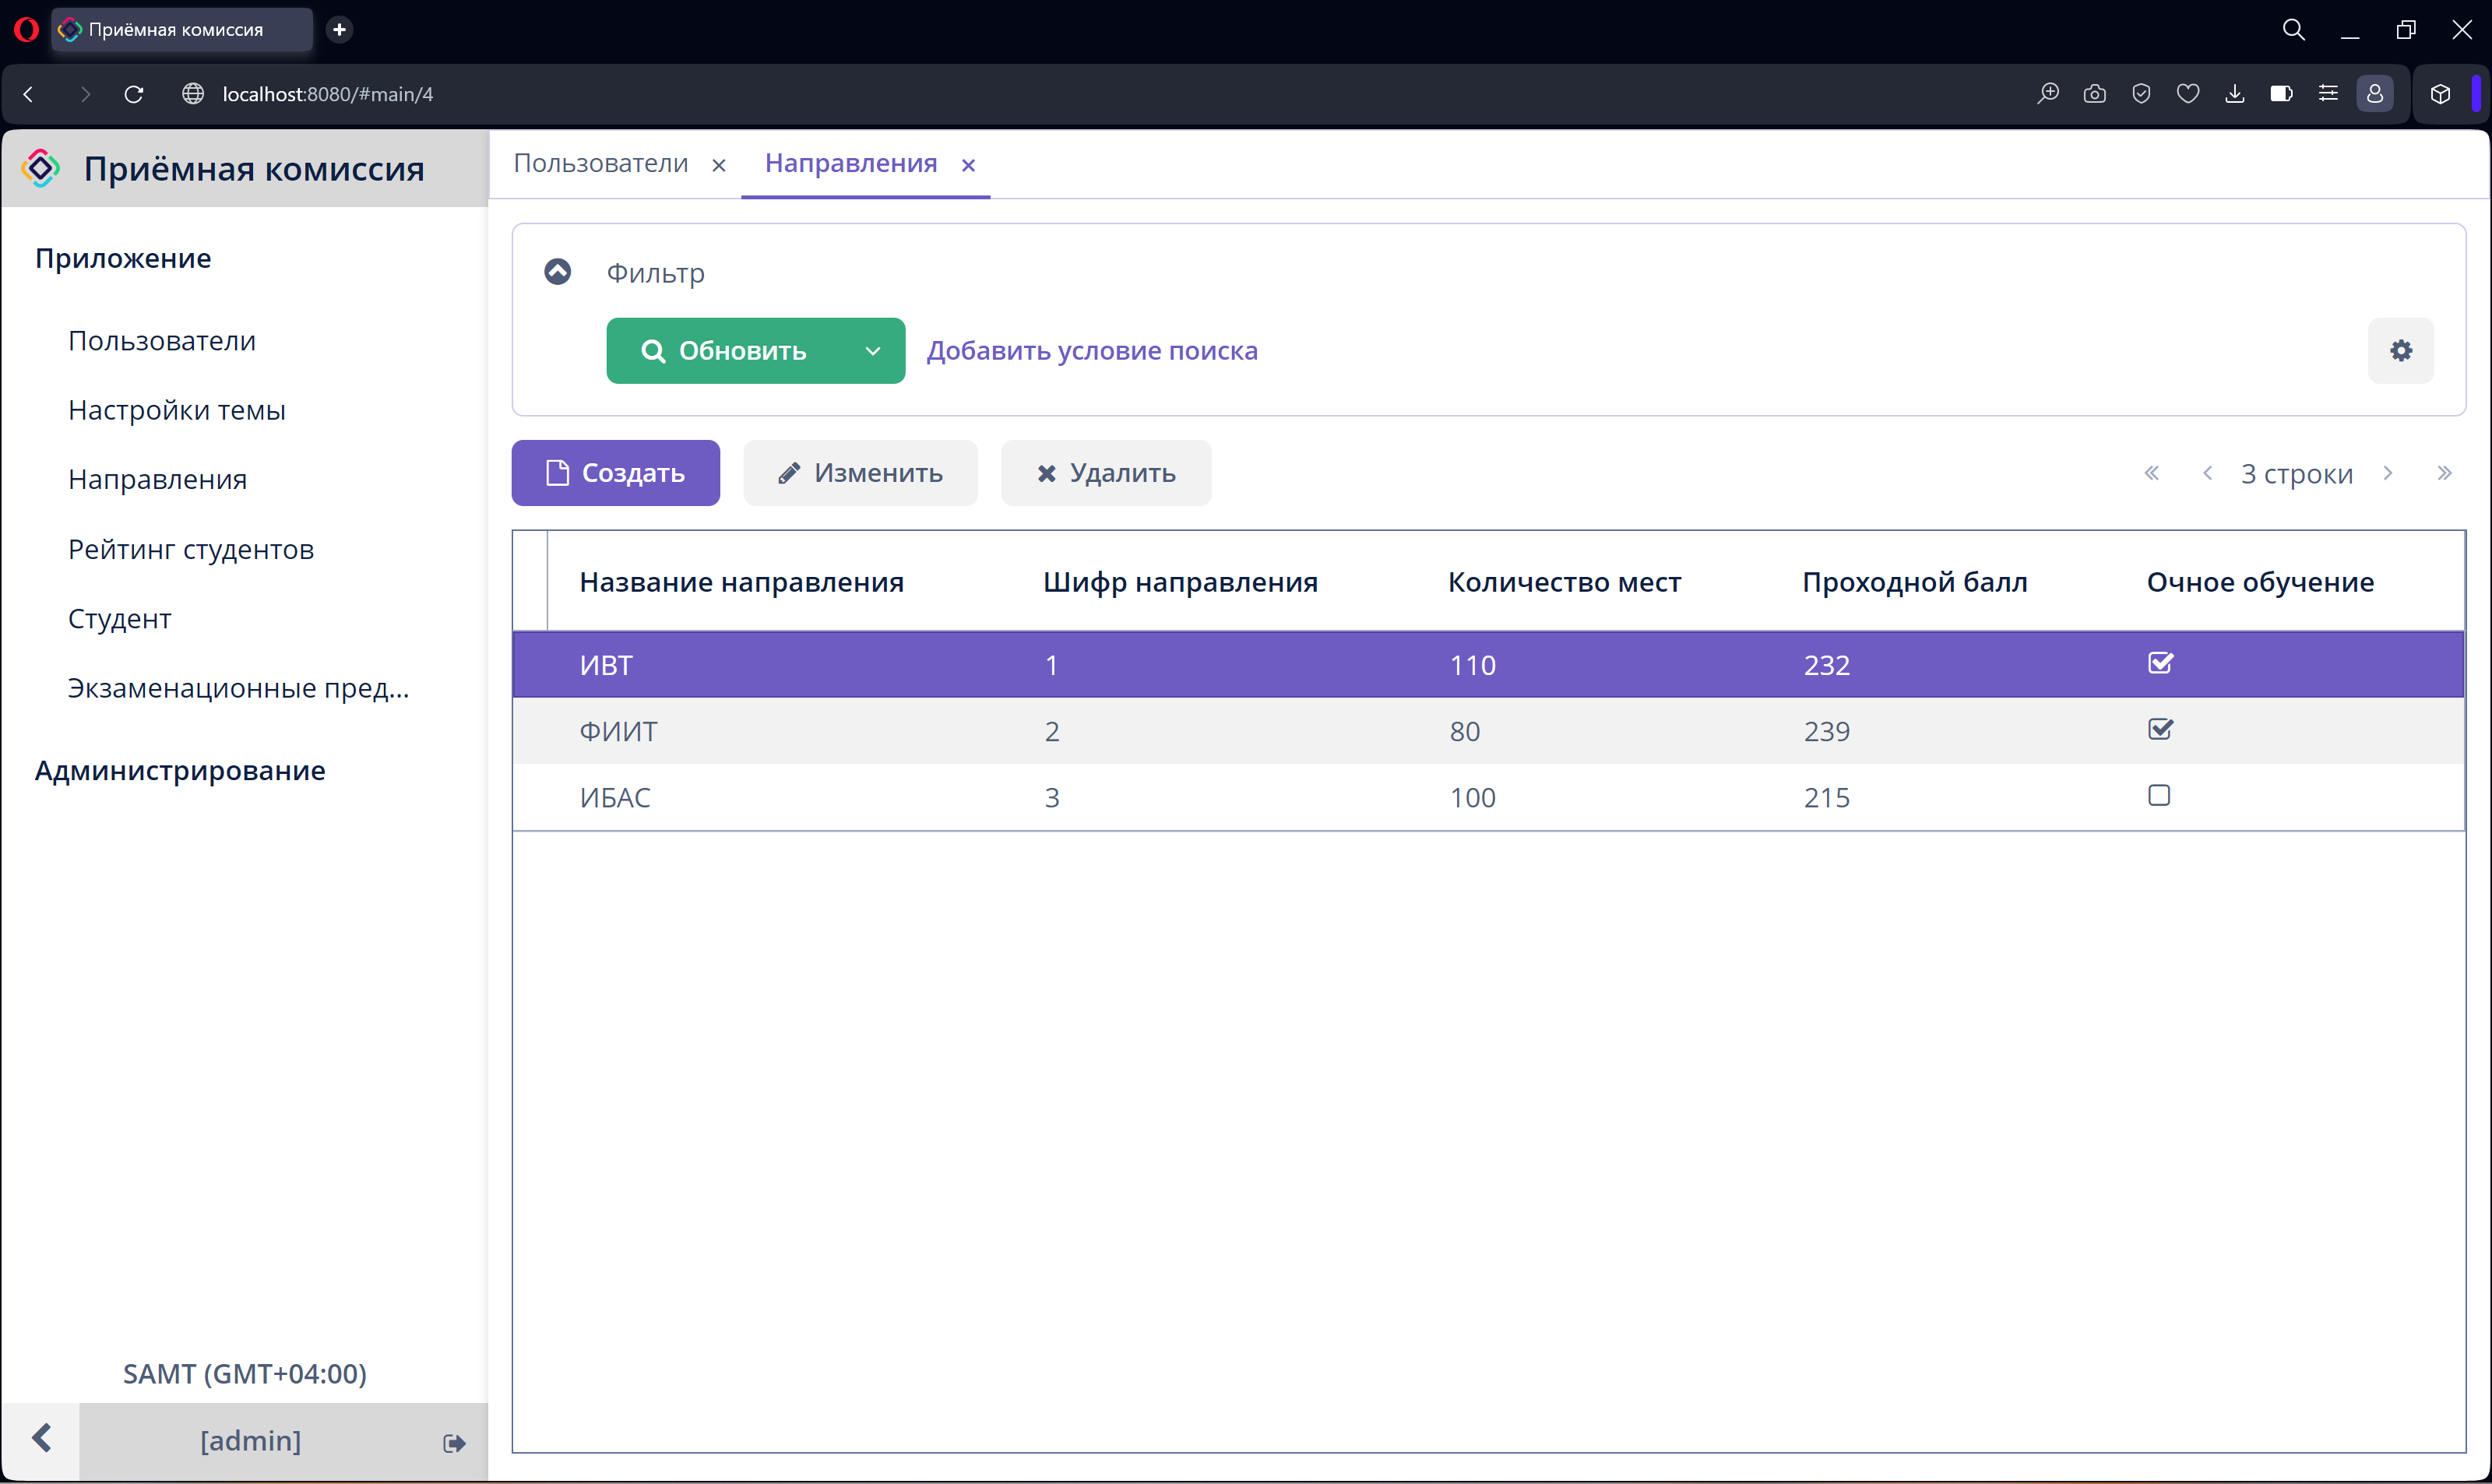 Приёмная комиссия
localhost:8080/#main/4
Приёмная комиссия
Приложение
Пользователи
Настройки темы
Направления
Рейтинг студентов
Студент
Экзаменационные пред...
Администрирование
SAMT (GMT+04:00)
[admin]
Пользователи Направления
Фильтр
Обновить Добавить условие поиска
Создать Изменить Удалить 3 строки
Название направления Шифр направления Количество мест Проходной балл Очное обучение
ИВТ 1 110 232
ФИИТ 2 80 239
ИБАС 3 100 215